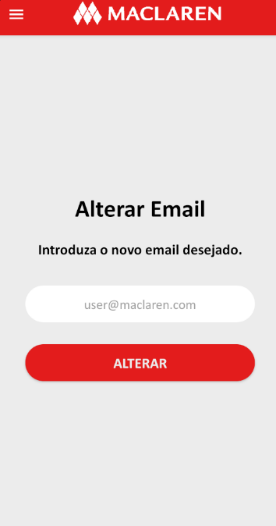 MACLAREN
Alterar Email
Introduza o novo email desejado.
user@maclaren.com
ALTERAR